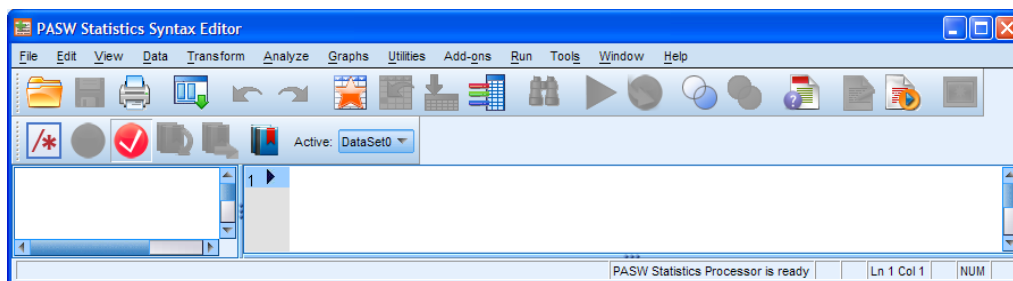 PASW Statistics Syntax Editor
File Edit View Data Transform Analyze Graphs Utilities Add-ons Run Tools Window Help
/* Active: DataSet0
1
PASW Statistics Processor is ready Ln 1 Col 1 NUM